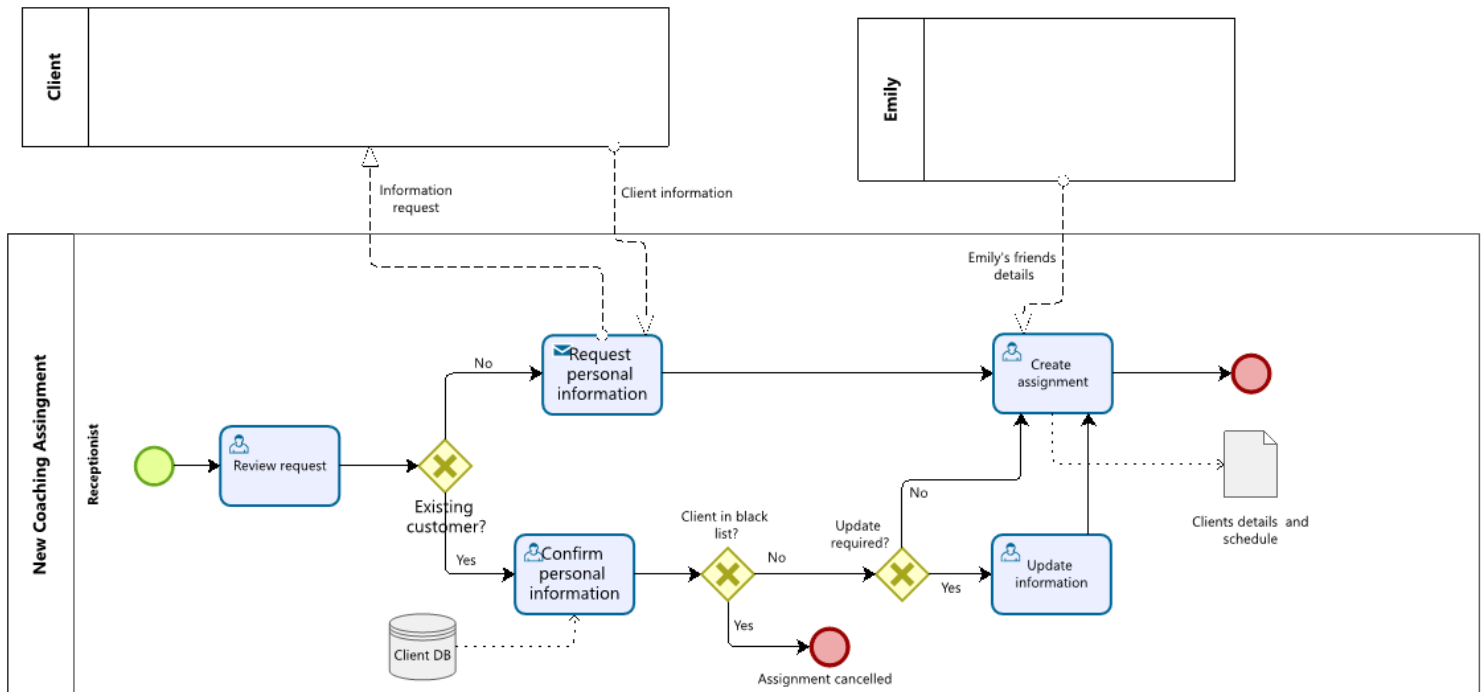 Client
Emily
Information
request
Client information
Emily's friends
details
New Coaching Assingment
Receptionist
Review request
Existing
customer?
No
Request
personal
information
Yes
Confirm
personal
information
Client DB
Client in black
list?
No
Yes
Assignment cancelled
Update
required?
No
Yes
Update
information
Create
assignment
Clients details and
schedule